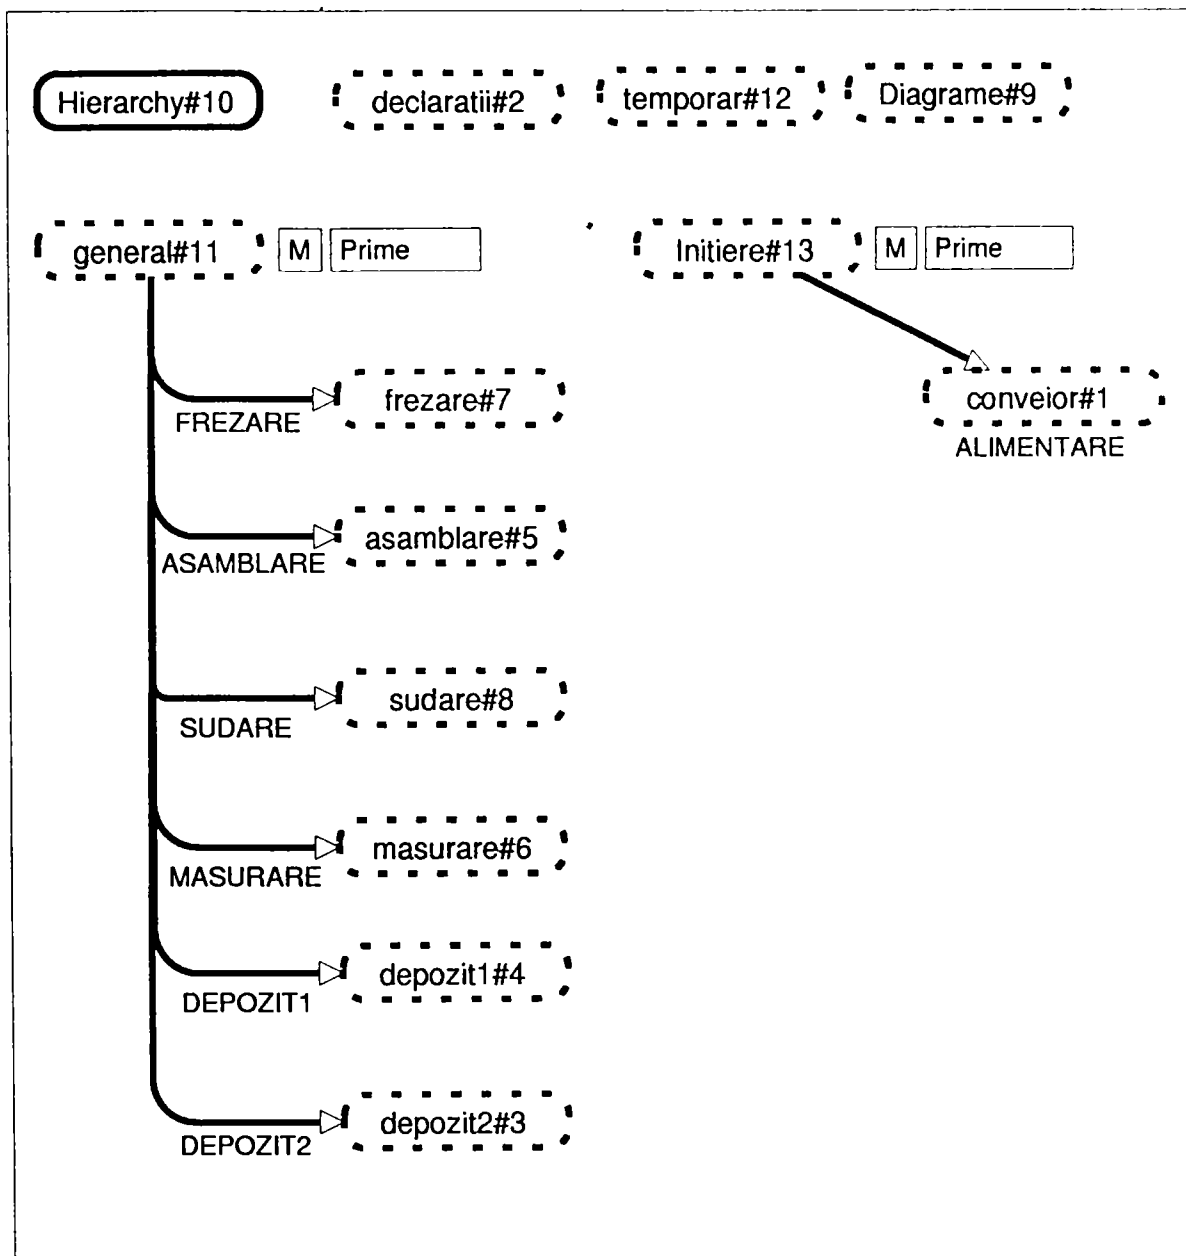 Hierarchy#10 declaratii#2 temporar#12 Diagrame#9
general#11 M Prime Initiere#13 M Prime
frezare#7 conveior#1
FREZARE
ALIMENTARE
asamblare#5
ASAMBLARE
sudare#8
SUDARE
masurare#6
MASURARE
depozit1#4
DEPOZIT1
depozit2#3
DEPOZIT2